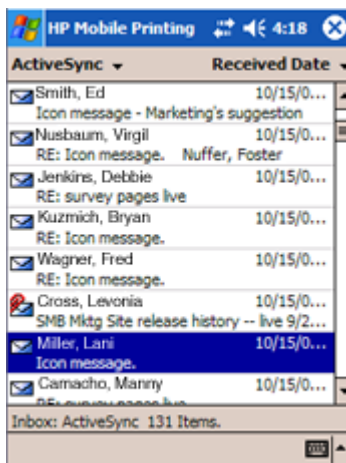 HP Mobile Printing 4:18
ActiveSync Received Date
Smith, Ed 10/15/0...
Icon message - Marketing's suggestion
Nusbaum, Virgil 10/15/0...
RE: Icon message. Nuffer, Foster
Jenkins, Debbie 10/15/0...
RE: survey pages live
Kuzmich, Bryan 10/15/0...
RE: Icon message.
Wagner, Fred 10/15/0...
RE: Icon message.
Cross, Levonia 10/15/0...
SMB Mktg Site release history -- live 9/2...
Miller, Lani 10/15/0...
Icon message.
Camacho, Manny 10/15/0...
RE: survey pages live
Inbox: ActiveSync 131 Items.